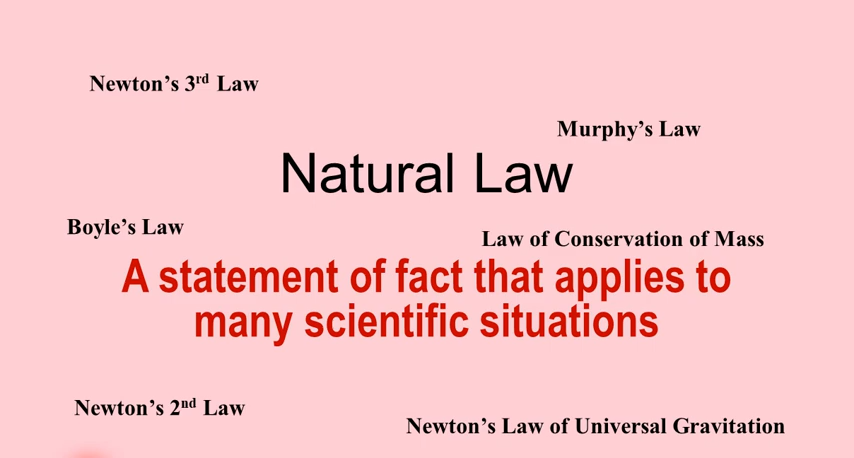 Newton's 3rd Law
Murphy's Law
Natural Law
Boyle's Law
Law of Conservation of Mass
A statement of fact that applies to
many scientific situations
Newton's 2nd Law
Newton's Law of Universal Gravitation